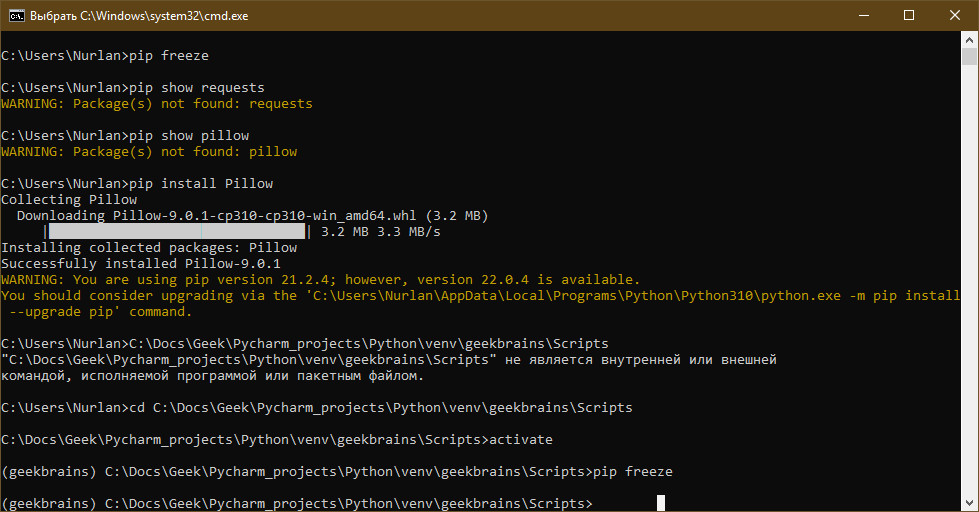 Выбрать C:\Windows\system32\cmd.exe
C:\Users\Nurlan>pip freeze
C:\Users\Nurlan>pip show requests
WARNING: Package(s) not found: requests
C:\Users\Nurlan>pip show pillow
WARNING: Package(s) not found: pillow
C:\Users\Nurlan>pip install Pillow
Collecting Pillow
  Downloading Pillow-9.0.1-cp310-cp310-win_amd64.whl (3.2 MB)
     |████████████████████████████████| 3.2 MB 3.3 MB/s
Installing collected packages: Pillow
Successfully installed Pillow-9.0.1
WARNING: You are using pip version 21.2.4; however, version 22.0.4 is available.
You should consider upgrading via the 'C:\Users\Nurlan\AppData\Local\Programs\Python\Python310\python.exe -m pip install
 --upgrade pip' command.
C:\Users\Nurlan>C:\Docs\Geek\Pycharm_projects\Python\venv\geekbrains\Scripts
"C:\Docs\Geek\Pycharm_projects\Python\venv\geekbrains\Scripts" не является внутренней или внешней
командой, исполняемой программой или пакетным файлом.
C:\Users\Nurlan>cd C:\Docs\Geek\Pycharm_projects\Python\venv\geekbrains\Scripts
C:\Docs\Geek\Pycharm_projects\Python\venv\geekbrains\Scripts>activate
(geekbrains) C:\Docs\Geek\Pycharm_projects\Python\venv\geekbrains\Scripts>pip freeze
(geekbrains) C:\Docs\Geek\Pycharm_projects\Python\venv\geekbrains\Scripts>